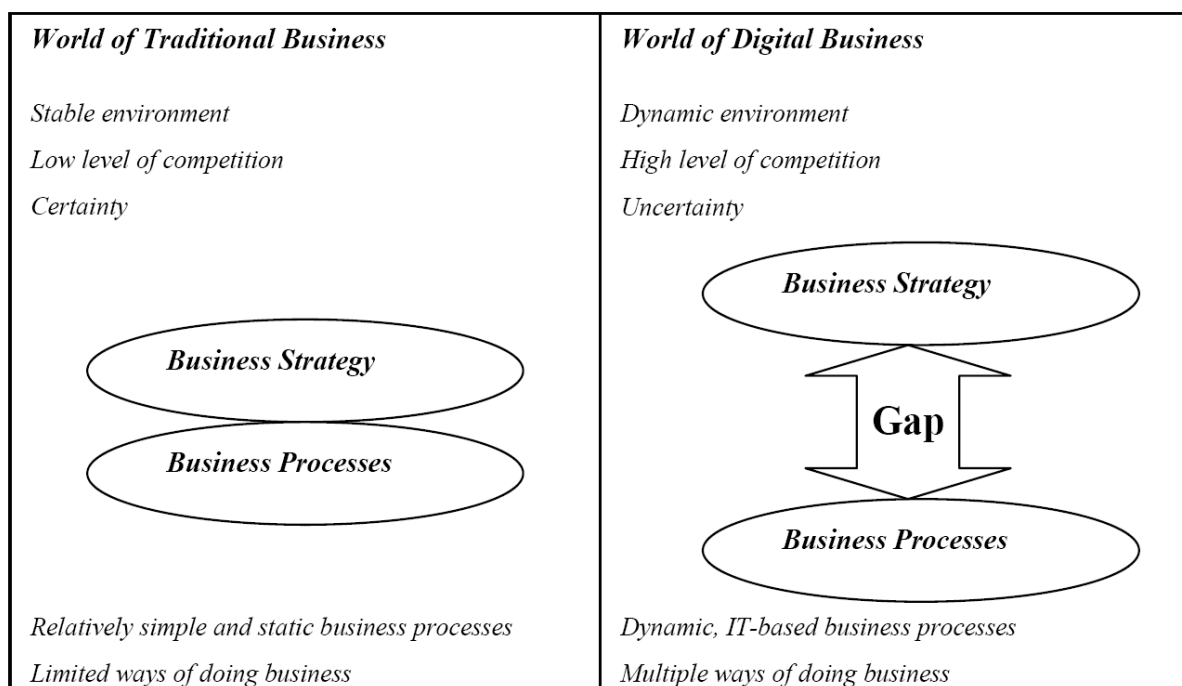 World of Traditional Business
Stable environment
Low level of competition
Certainty
Business Strategy
Business Processes
Relatively simple and static business processes
Limited ways of doing business
World of Digital Business
Dynamic environment
High level of competition
Uncertainty
Business Strategy
Gap
Business Processes
Dynamic, IT-based business processes
Multiple ways of doing business